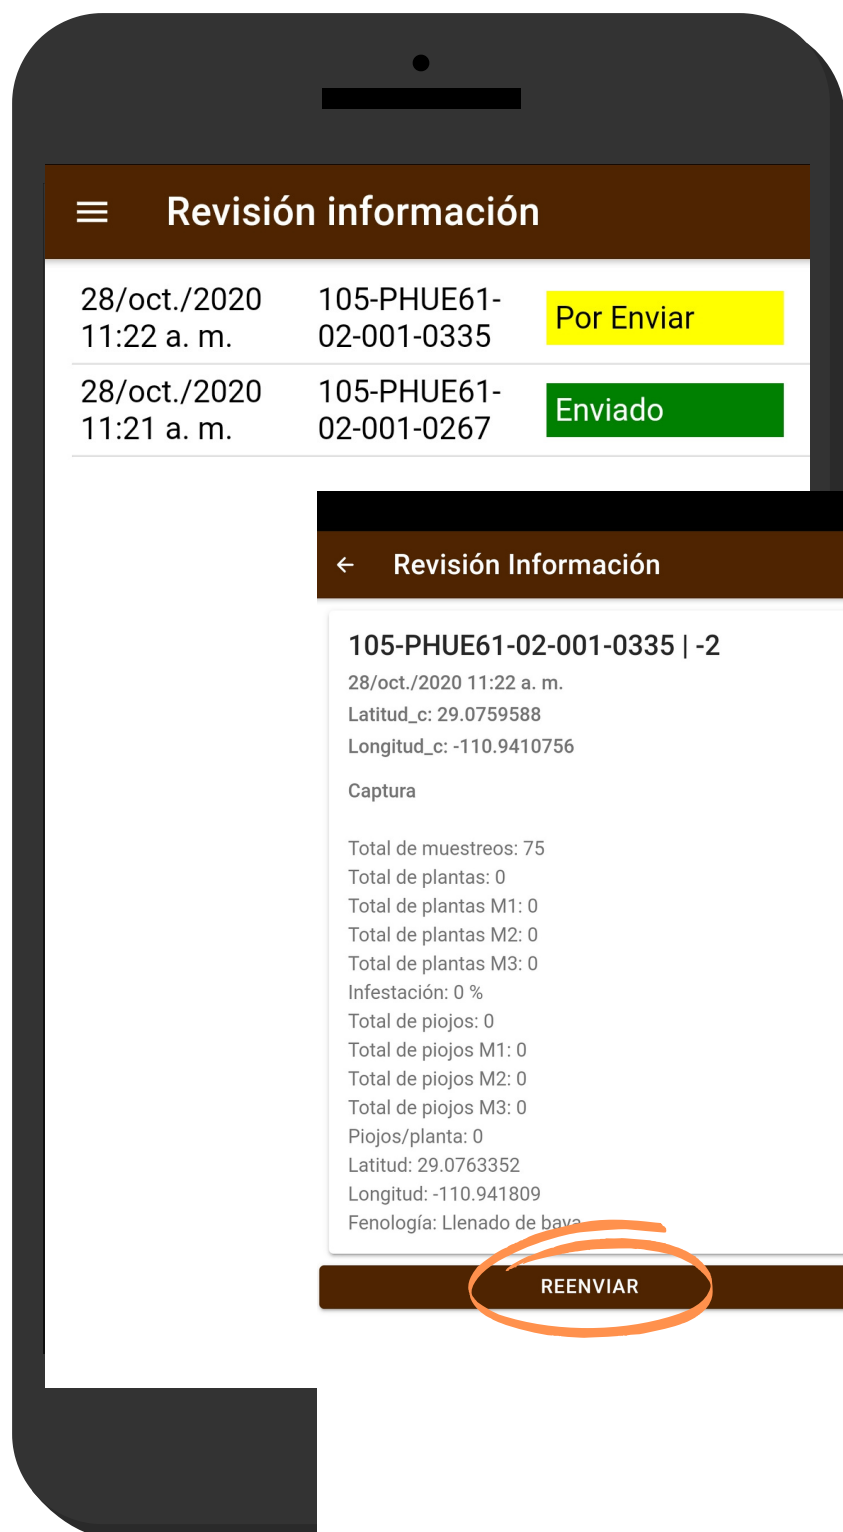 Revisión información
28/oct./2020 105-PHUE61- Por Enviar
11:22 a. m. 02-001-0335
28/oct./2020 105-PHUE61- Enviado
11:21 a. m. 02-001-0267
Revisión Información
105-PHUE61-02-001-0335 | -2
28/oct./2020 11:22 a. m.
Latitud_c: 29.0759588
Longitud_c: -110.9410756
Captura
Total de muestreos: 75
Total de plantas: 0
Total de plantas M1: 0
Total de plantas M2: 0
Total de plantas M3: 0
Infestación: 0 %
Total de piojos: 0
Total de piojos M1: 0
Total de piojos M2: 0
Total de piojos M3: 0
Piojos/planta: 0
Latitud: 29.0763352
Longitud: -110.941809
Fenología: Llenado de baya
REENVIAR